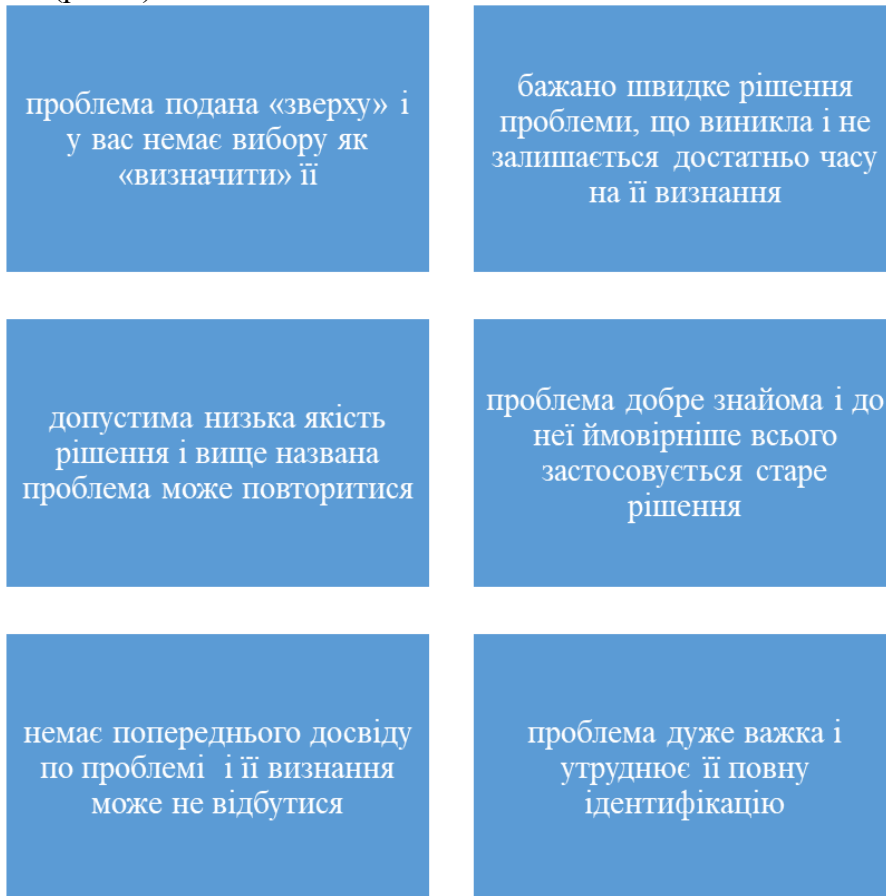 проблема подана «зверху» і
у вас немає вибору як
«визначити» її
бажано швидке рішення
проблеми, що виникла і не
залишається достатньо часу
на її визнання
допустима низька якість
рішення і вище названа
проблема може повторитися
проблема добре знайома і до
неї ймовірніше всього
застосовується старе
рішення
немає попереднього досвіду
по проблемі і її визнання
може не відбутися
проблема дуже важка і
утруднює її повну
ідентифікацію